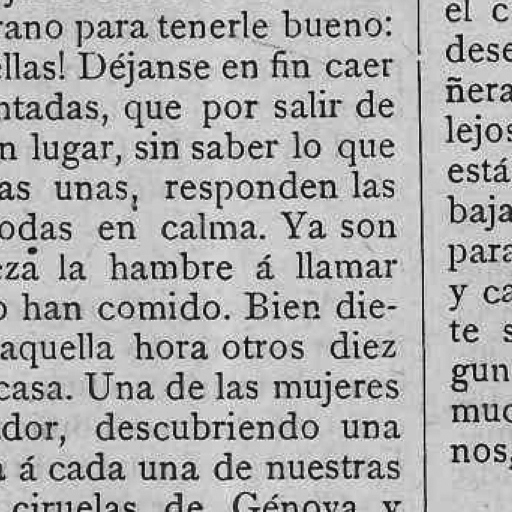 rano para tenerle bueno:
ellas! Déjanse en fin caer
ntadas, que por salir de
n lugar, sin saber lo que
as unas, responden las
odas en calma. Ya son
eza la hambre á llamar
o han comido. Bien die-
aquella hora otros diez
casa. Una de las mujeres
ador, descubriendo una
a á cada una de nuestras
ciruelas de Génova y
el c
dese
ñera
lejos
está
baja
para
y ca
te s
gun
muc
nos,